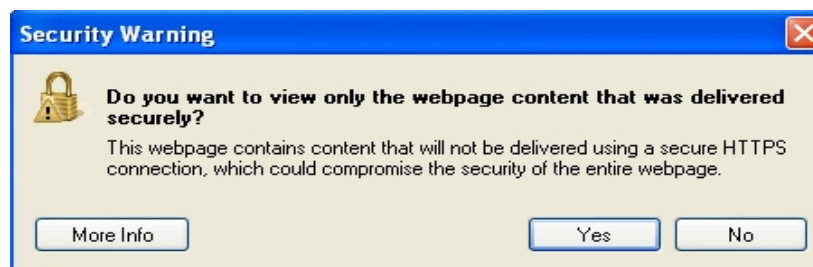 Security Warning
Do you want to view only the webpage content that was delivered
securely?
This webpage contains content that will not be delivered using a secure HTTPS
connection, which could compromise the security of the entire webpage.
More Info
Yes
No